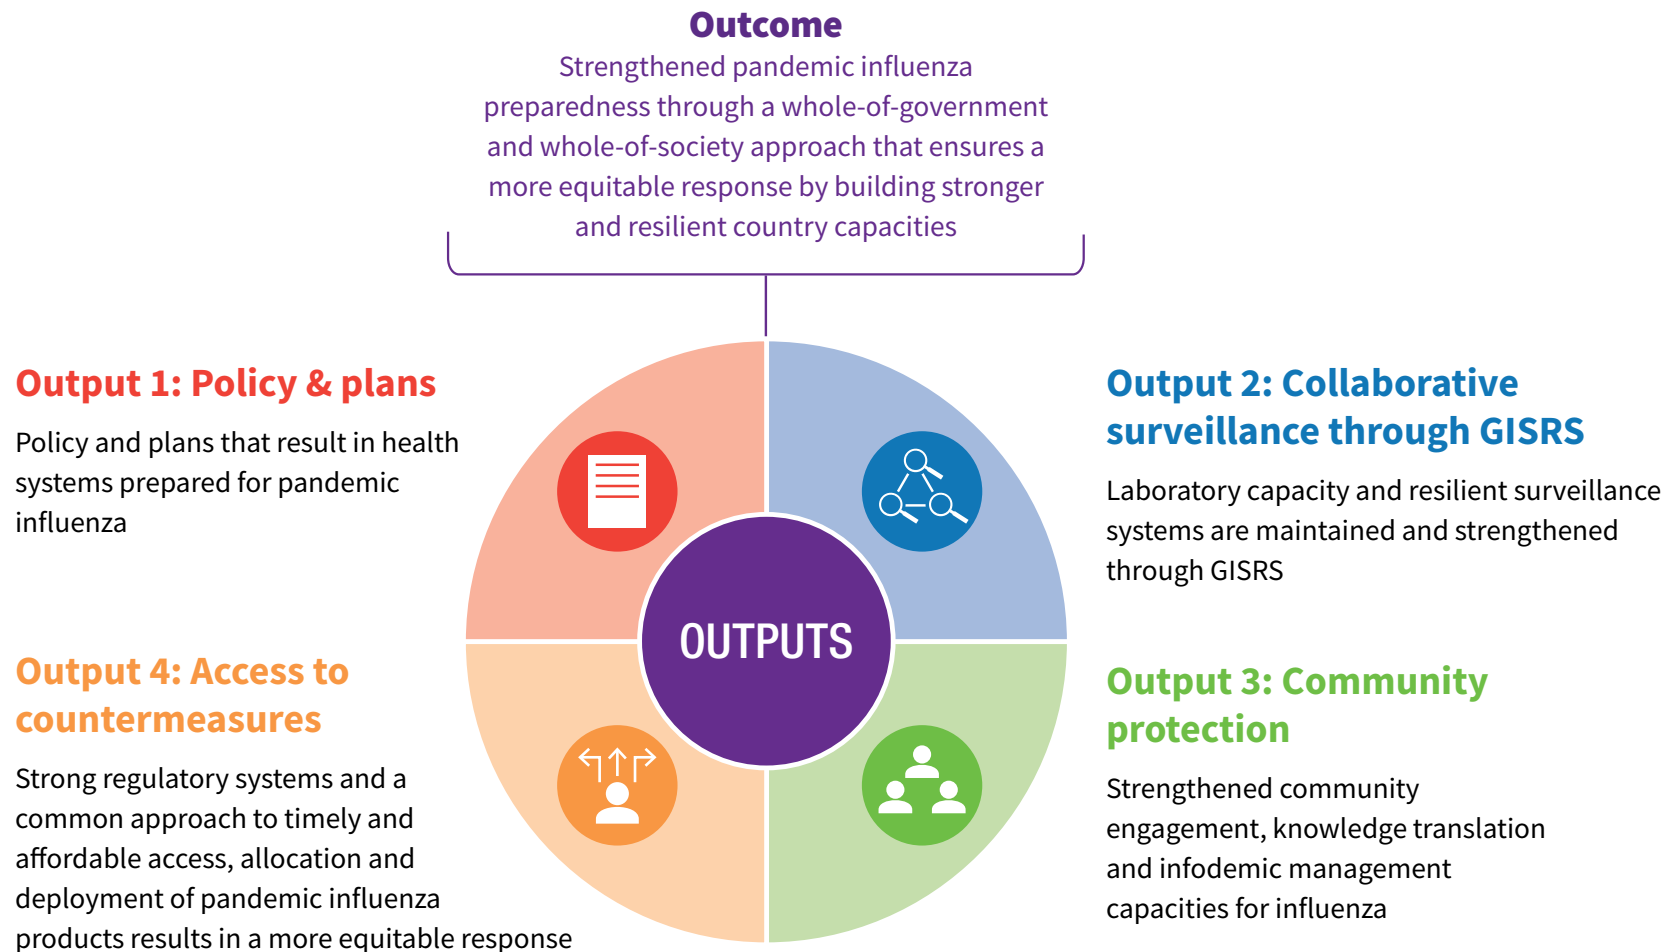 Outcome
Strengthened pandemic influenza
preparedness through a whole-of-government
and whole-of-society approach that ensures a
more equitable response by building stronger
and resilient country capacities
Output 1: Policy & plans
Policy and plans that result in health
systems prepared for pandemic
influenza
Output 2: Collaborative
surveillance through GISRS
Laboratory capacity and resilient surveillance
systems are maintained and strengthened
through GISRS
OUTPUTS
Output 3: Community
protection
Strengthened community
engagement, knowledge translation
and infodemic management
capacities for influenza
Output 4: Access to
countermeasures
Strong regulatory systems and a
common approach to timely and
affordable access, allocation and
deployment of pandemic influenza
products results in a more equitable response